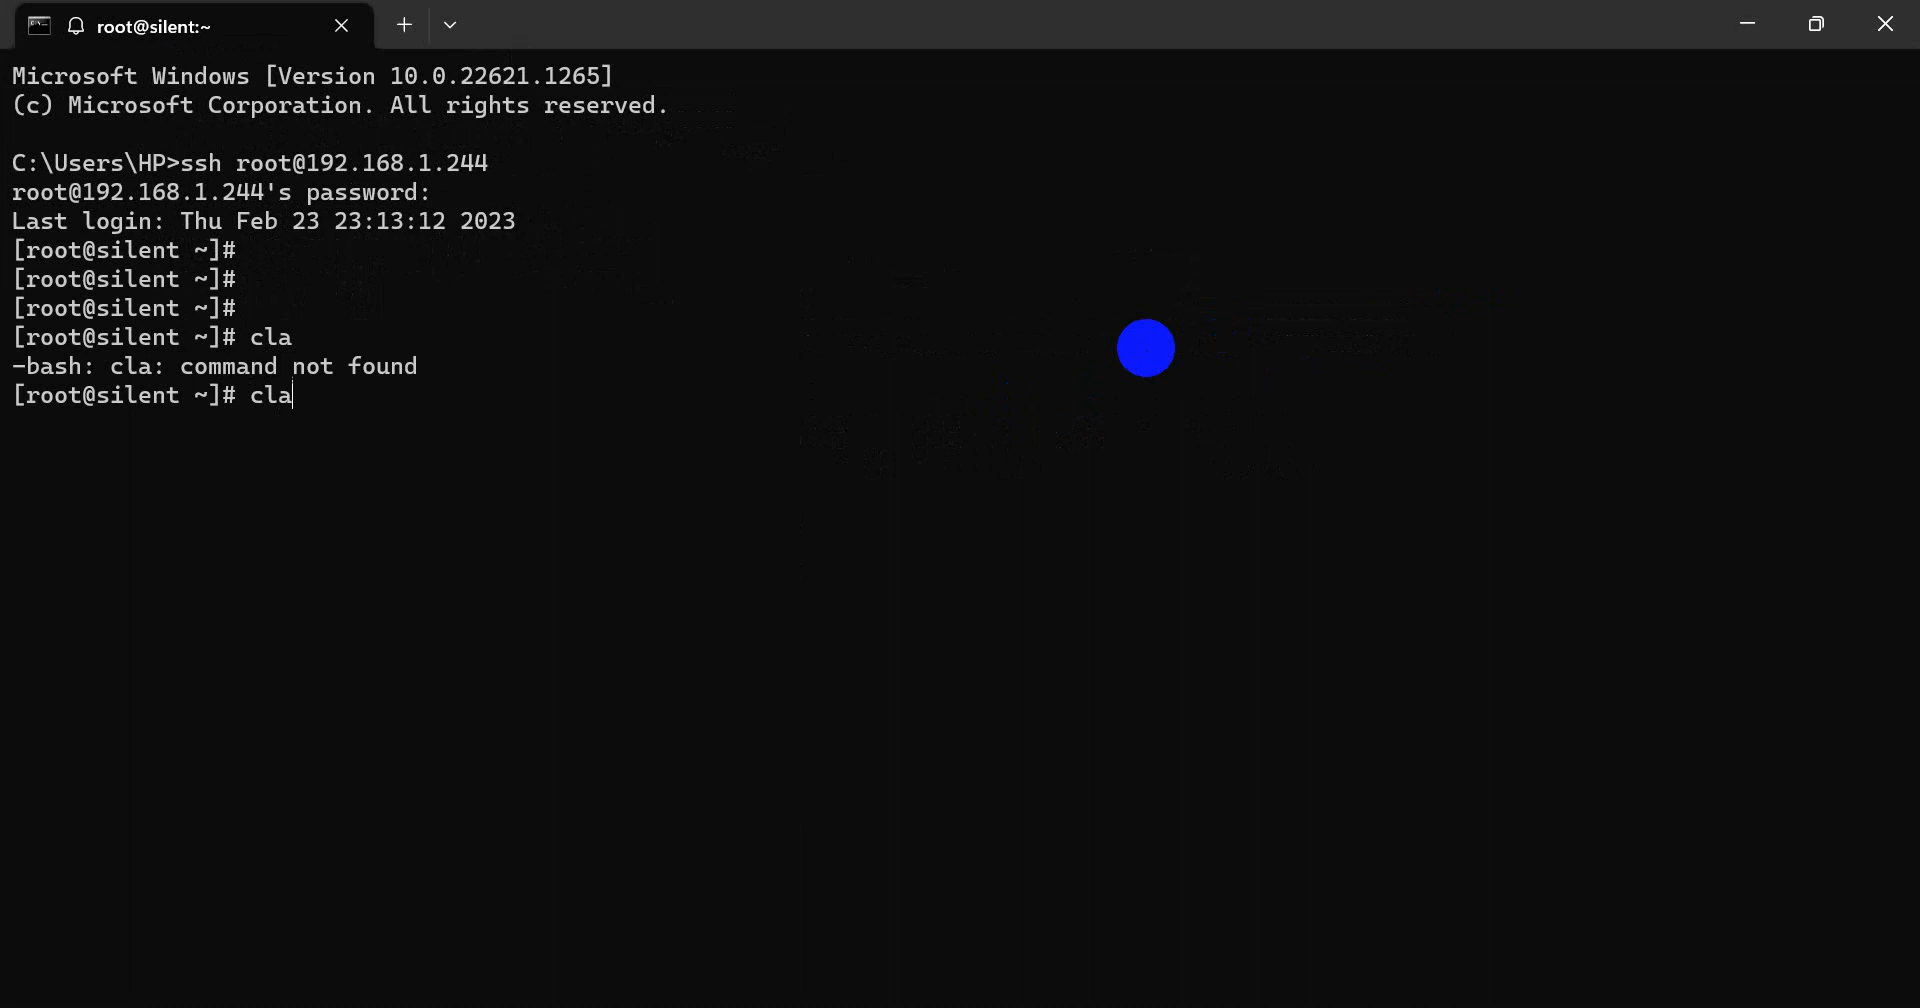 root@silent:~
Microsoft Windows [Version 10.0.22621.1265]
(c) Microsoft Corporation. All rights reserved.
C:\Users\HP>ssh root@192.168.1.244
root@192.168.1.244's password:
Last login: Thu Feb 23 23:13:12 2023
[root@silent ~]#
[root@silent ~]#
[root@silent ~]#
[root@silent ~]# cla
-bash: cla: command not found
[root@silent ~]# cla